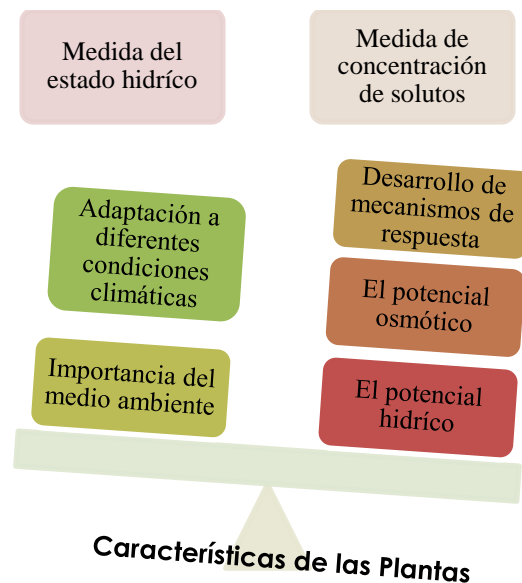 Medida del
estado hidríco
Medida de
concentración
de solutos
Adaptación a
diferentes
condiciones
climáticas
Importancia del
medio ambiente
Desarrollo de
mecanismos de
respuesta
El potencial
osmótico
El potencial
hidríco
Características de las Plantas